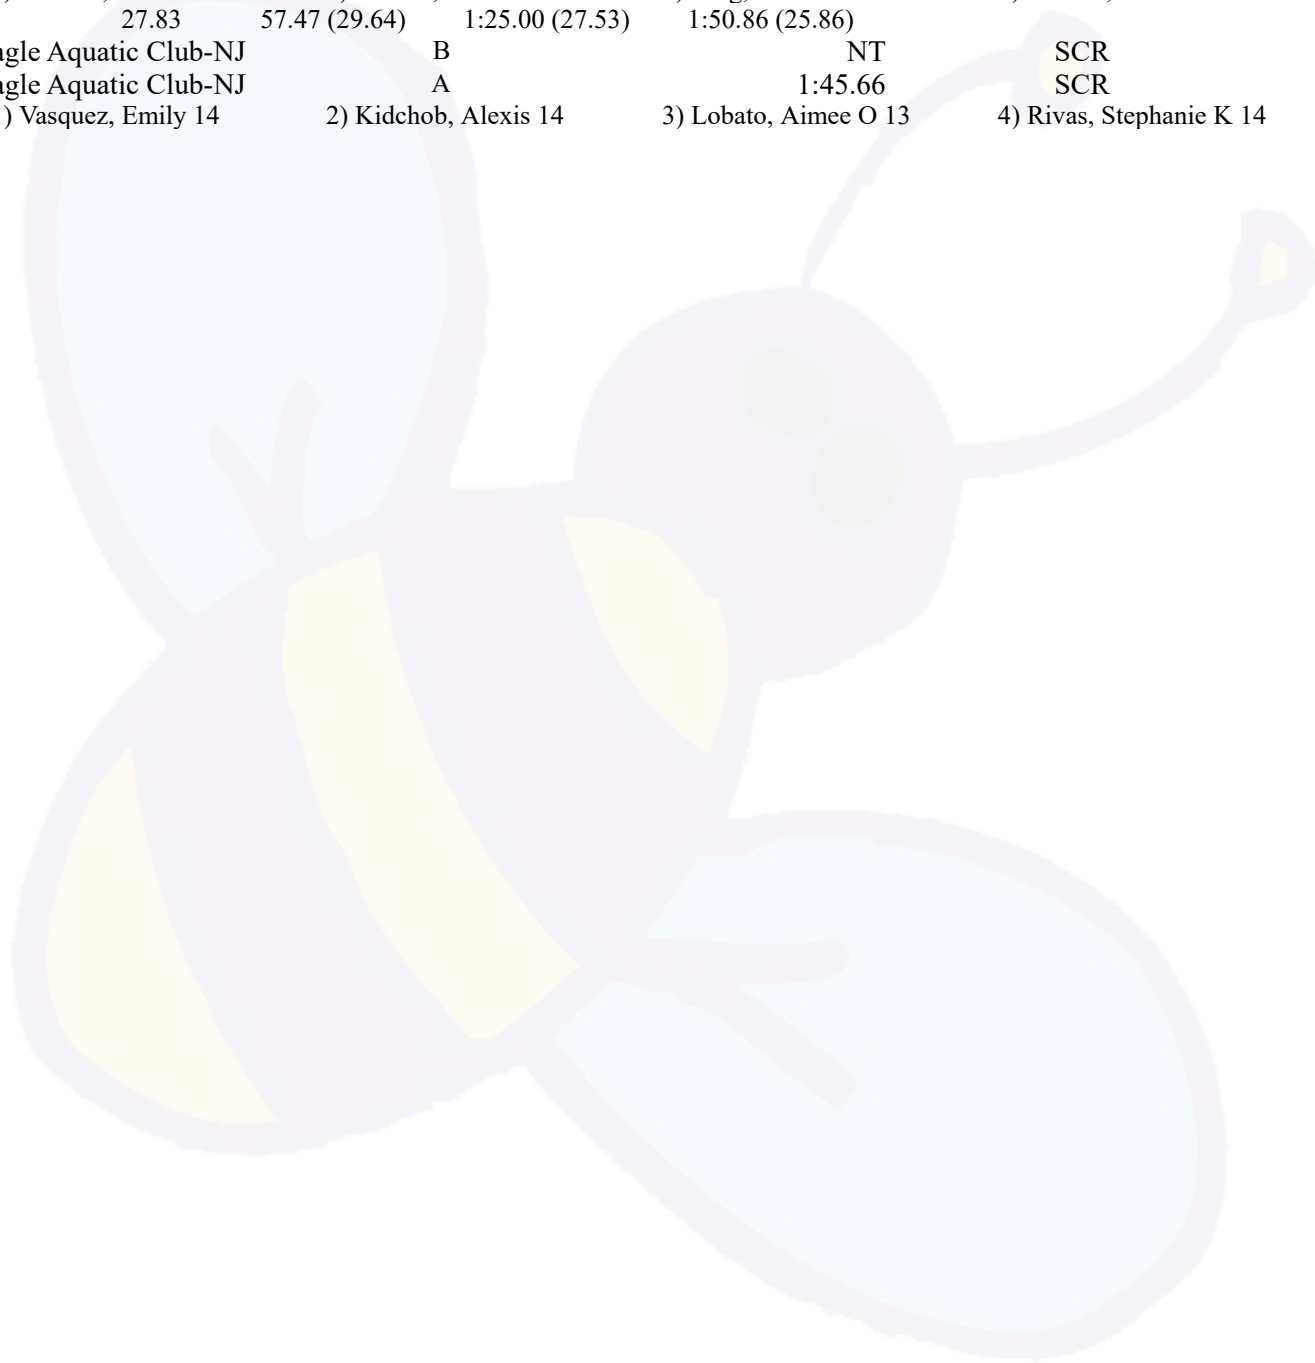 27.83 57.47 (29.64) 1:25.00 (27.53) 1:50.86 (25.86)
agle Aquatic Club-NJ B NT SCR
agle Aquatic Club-NJ A 1:45.66 SCR
) Vasquez, Emily 14 2) Kidchob, Alexis 14 3) Lobato, Aimee O 13 4) Rivas, Stephanie K 14